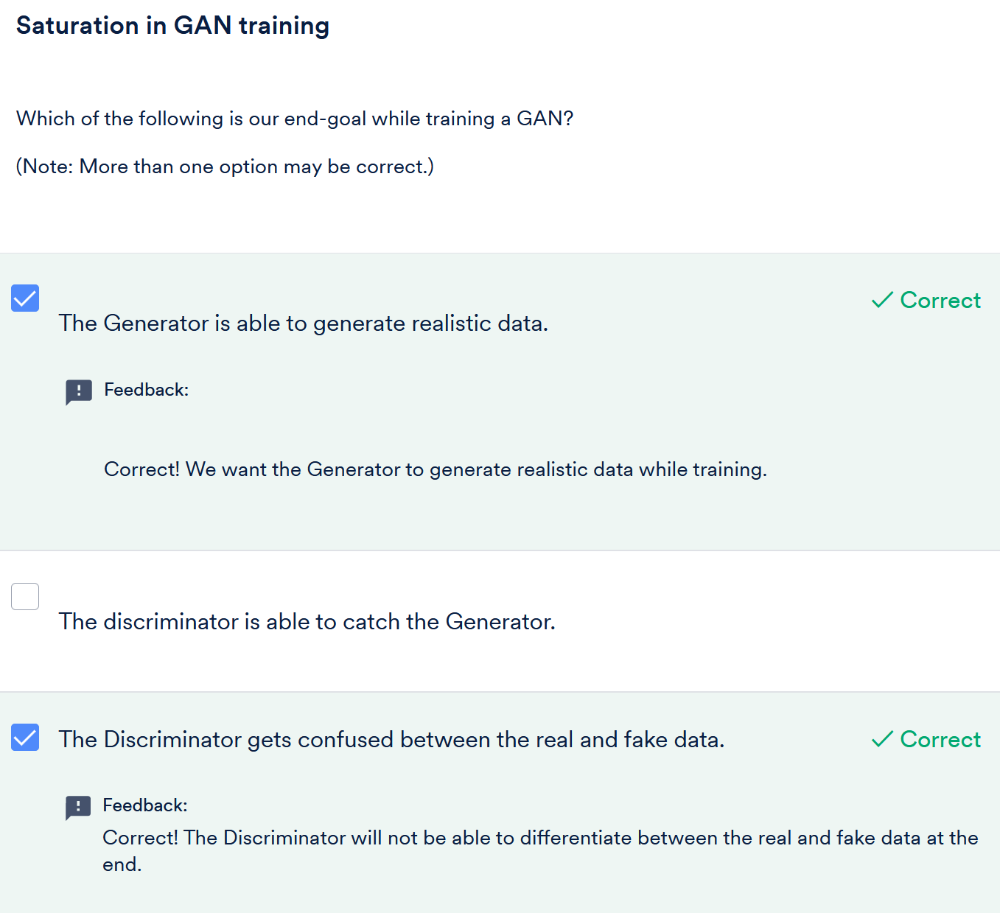 Saturation in GAN training
Which of the following is our end-goal while training a GAN?
(Note: More than one option may be correct.)
Correct
The Generator is able to generate realistic data.
Feedback:
Correct! We want the Generator to generate realistic data while training.
The discriminator is able to catch the Generator.
The Discriminator gets confused between the real and fake data.
Correct
Feedback:
Correct! The Discriminator will not be able to differentiate between the real and fake data at the
end.